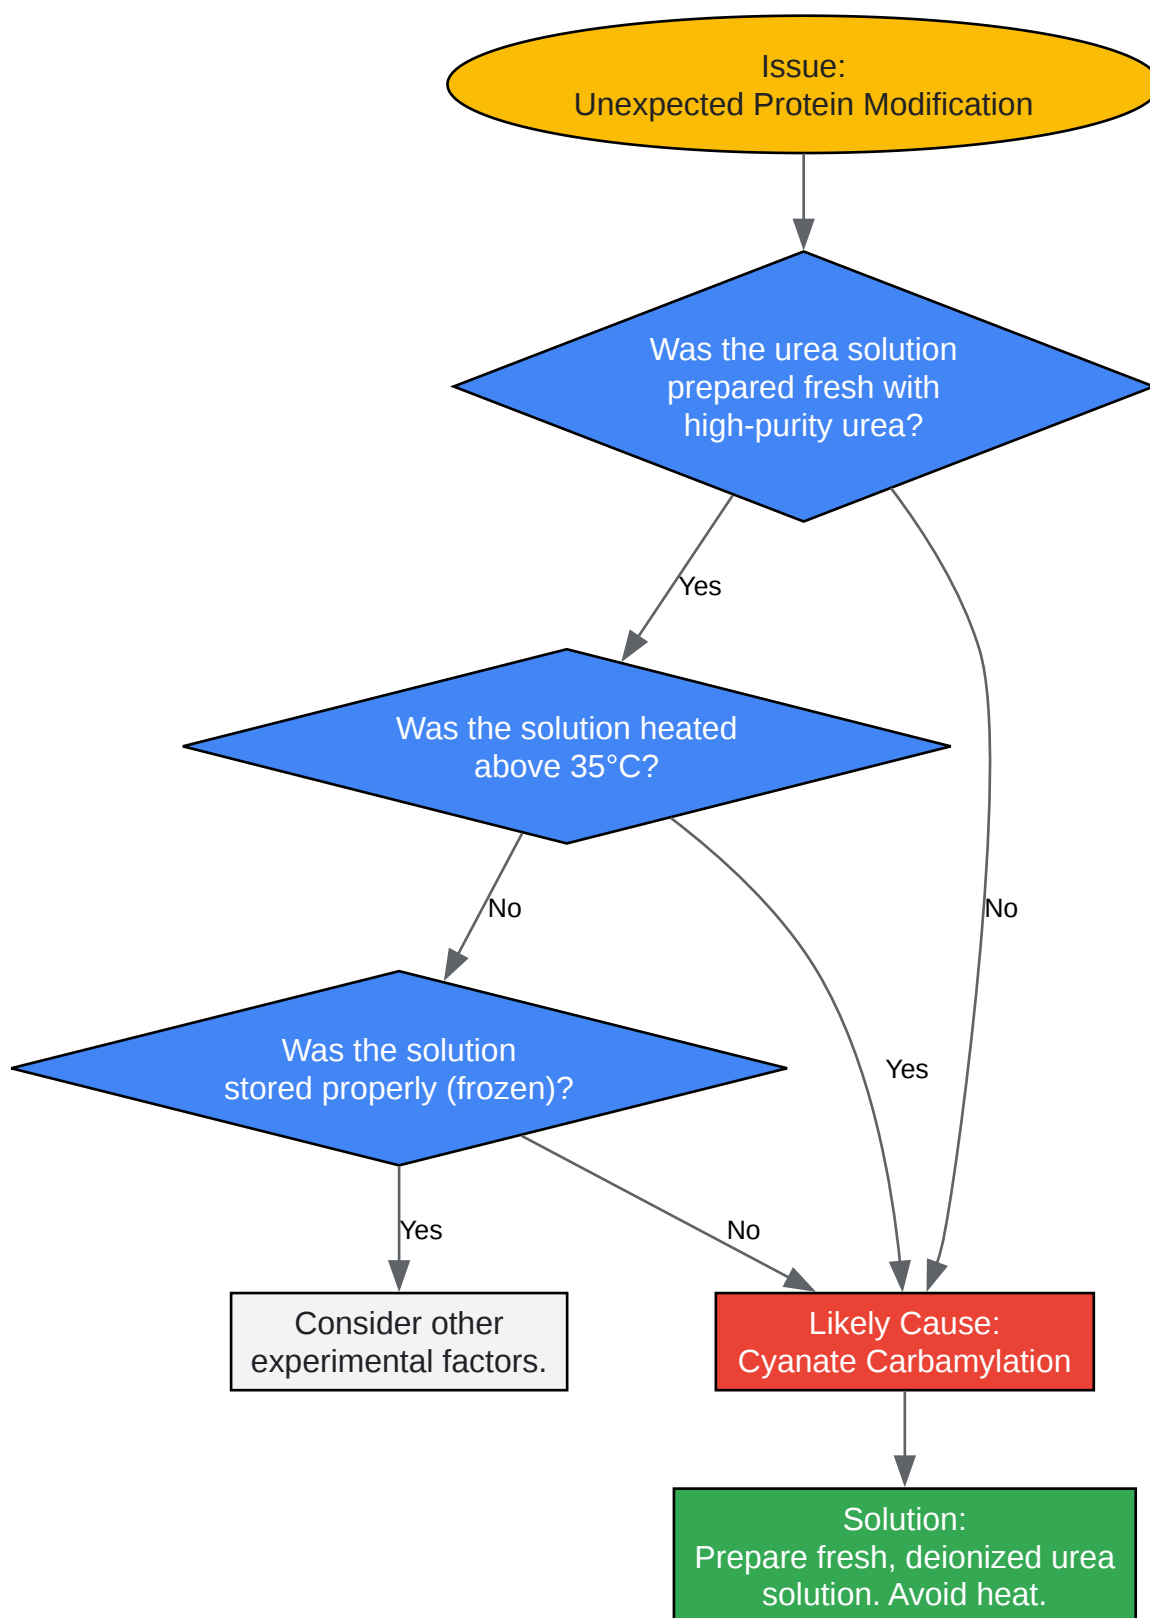 Issue:
Unexpected Protein Modification
Was the urea solution
prepared fresh with
high-purity urea?
Yes
Was the solution heated
above 35°C?
No
No
Was the solution
stored properly (frozen)?
Yes
Yes
No
Consider other
experimental factors.
Likely Cause:
Cyanate Carbamylation
Solution:
Prepare fresh, deionized urea
solution. Avoid heat.